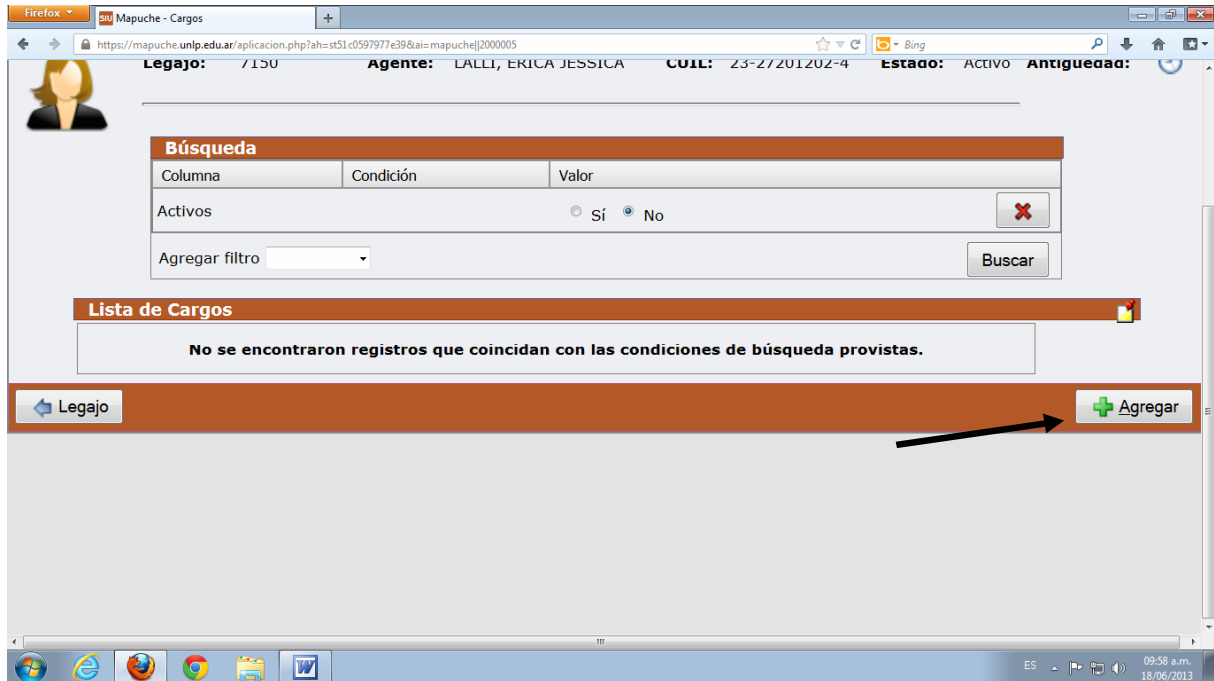 Firefox
SIU Mapuche - Cargos
https://mapuche.unlp.edu.ar/aplicacion.php?ah=st51c0597977e39&ai=mapuche||2000005
Bing
Legajo: 7150 Agente: LALLI, ERICA JESSICA CUIL: 23-27201202-4 Estado: Activo Antigüedad:
Búsqueda
Columna Condición Valor
Activos Sí No
Agregar filtro Buscar
Lista de Cargos
No se encontraron registros que coincidan con las condiciones de búsqueda provistas.
Legajo Agregar
ES 09:58 a.m.
18/06/2013